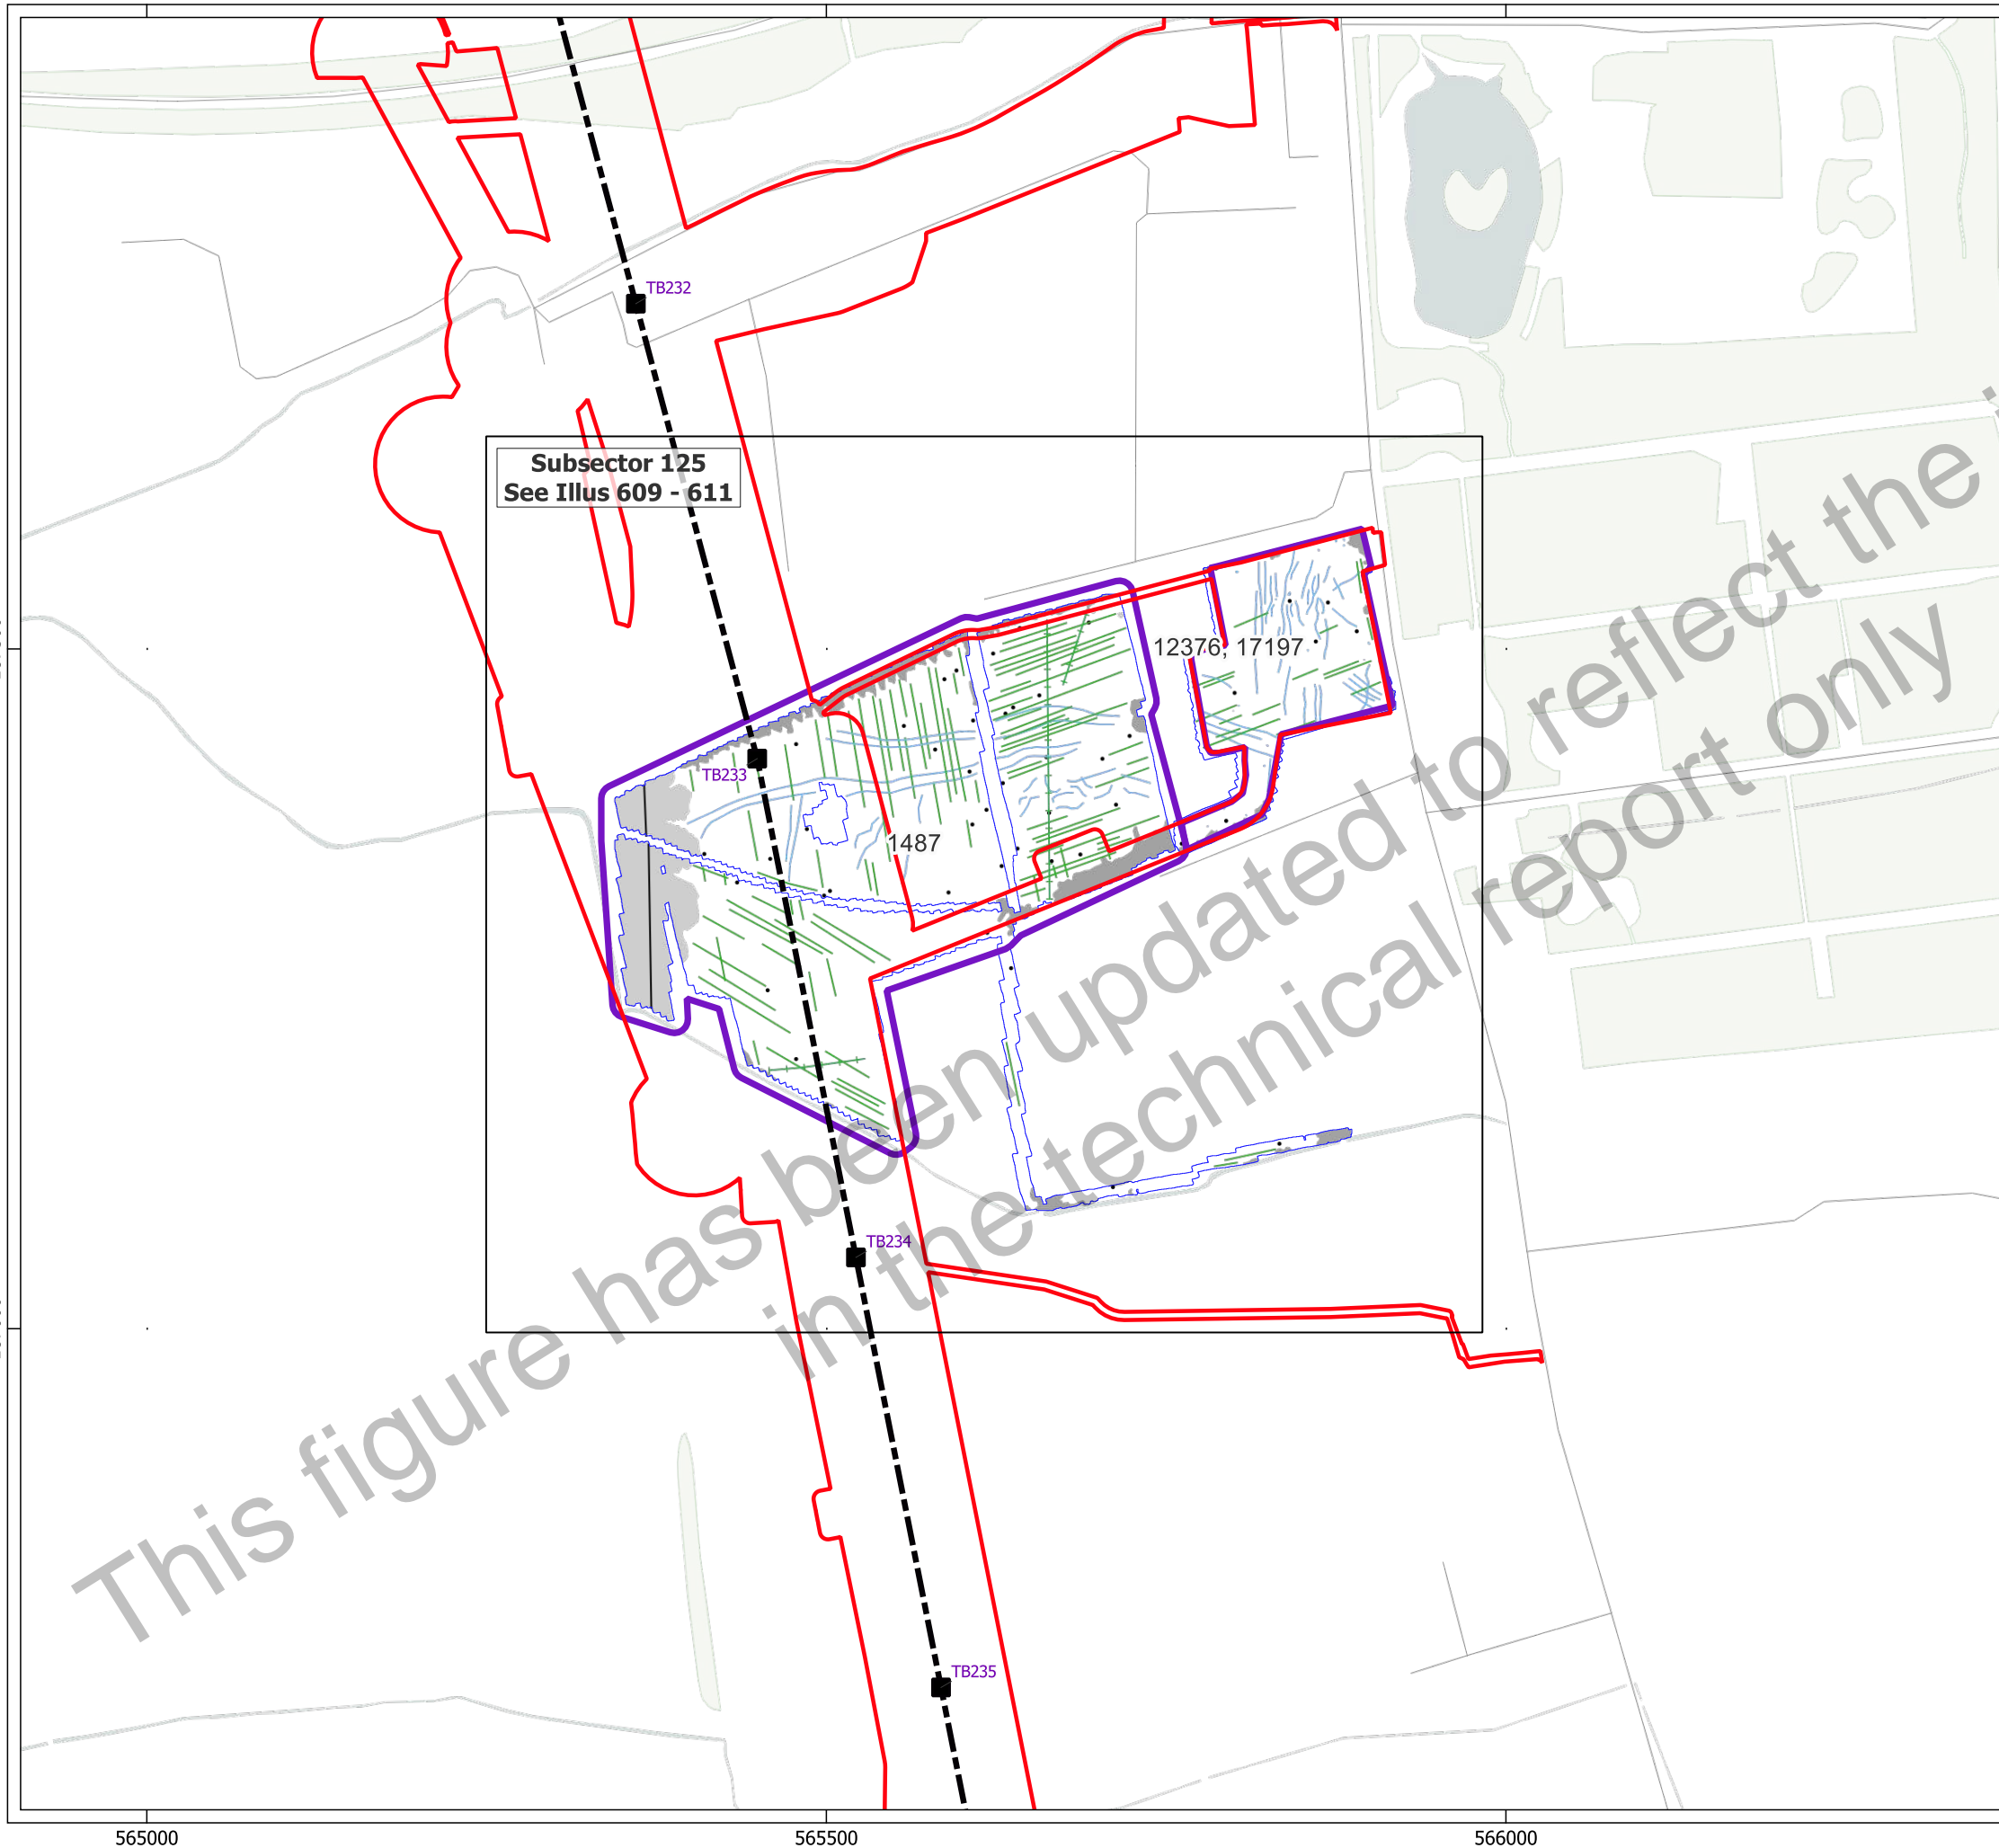 TB232
Subsector 125
See Illus 609 - 611
12376, 17197
TB233
1487
TB234
TB235
This figure has been updated to reflect the
in the technical report only
565000
565500
566000